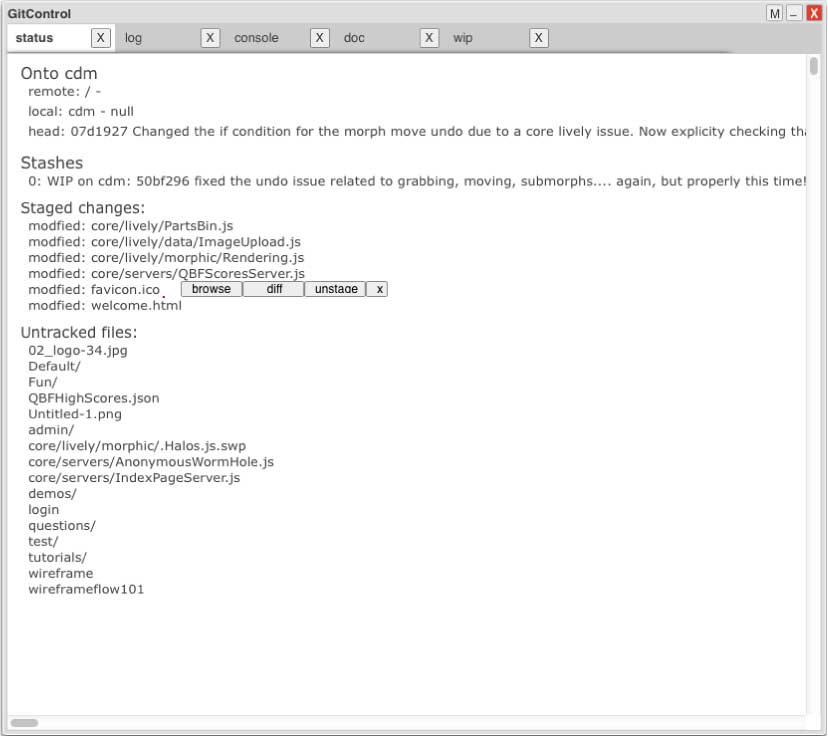 GitControl M – X
status X log X console X doc X wip X
Onto cdm
remote: / -
local: cdm - null
head: 07d1927 Changed the if condition for the morph move undo due to a core lively issue. Now explicity checking
Stashes
0: WIP on cdm: 50bf296 fixed the undo issue related to grabbing, moving, submorphs.... again, but properly this time!
Staged changes:
modfied: core/lively/PartsBin.js
modfied: core/lively/data/ImageUpload.js
modfied: core/lively/morphic/Rendering.js
modfied: core/servers/QBFScoresServer.js
modfied: favicon.ico browse diff unstage x
modfied: welcome.html
Untracked files:
02_logo-34.jpg
Default/
Fun/
QBFHighScores.json
Untitled-1.png
admin/
core/lively/morphic/.Halos.js.swp
core/servers/AnonymousWormHole.js
core/servers/IndexPageServer.js
demos/
login
questions/
test/
tutorials/
wireframe
wireframeflow101